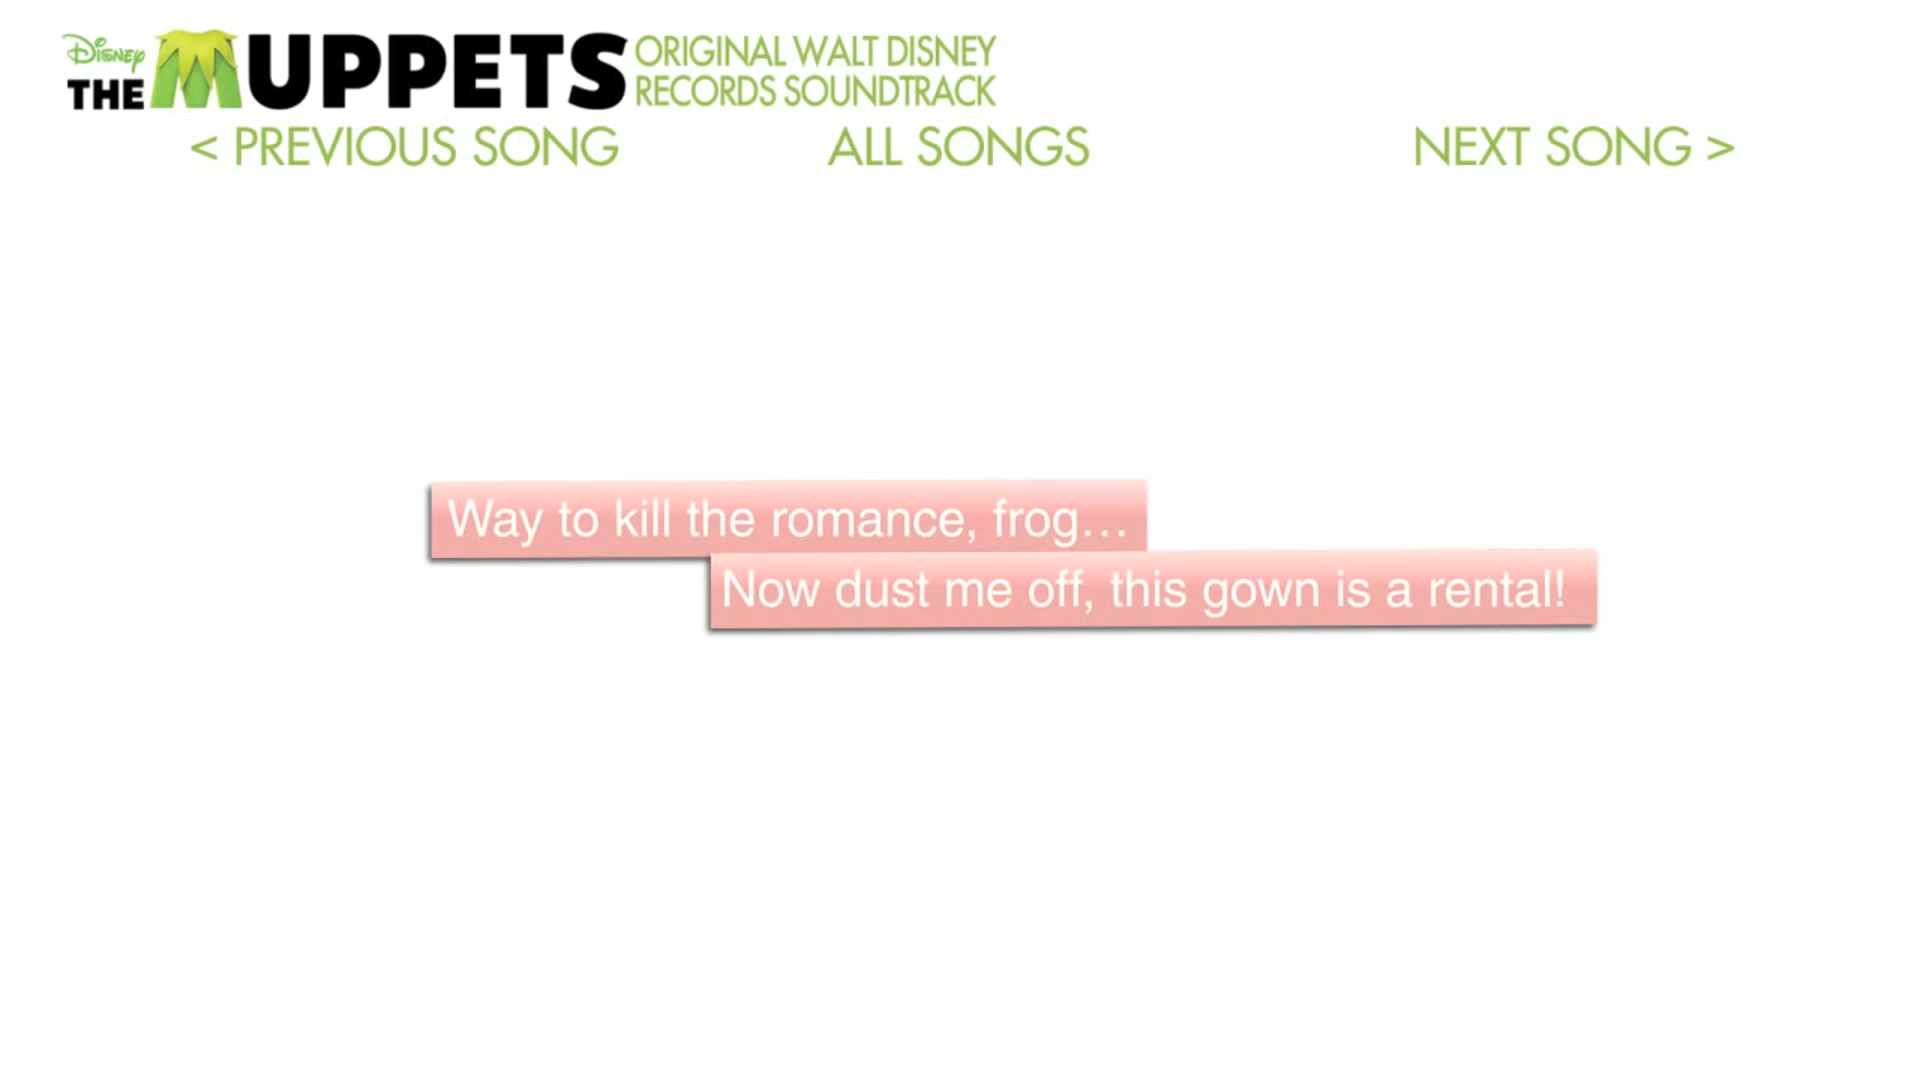 Disney
THE MUPPETS
ORIGINAL WALT DISNEY
RECORDS SOUNDTRACK
< PREVIOUS SONG
ALL SONGS
NEXT SONG >
Way to kill the romance, frog…
Now dust me off, this gown is a rental!